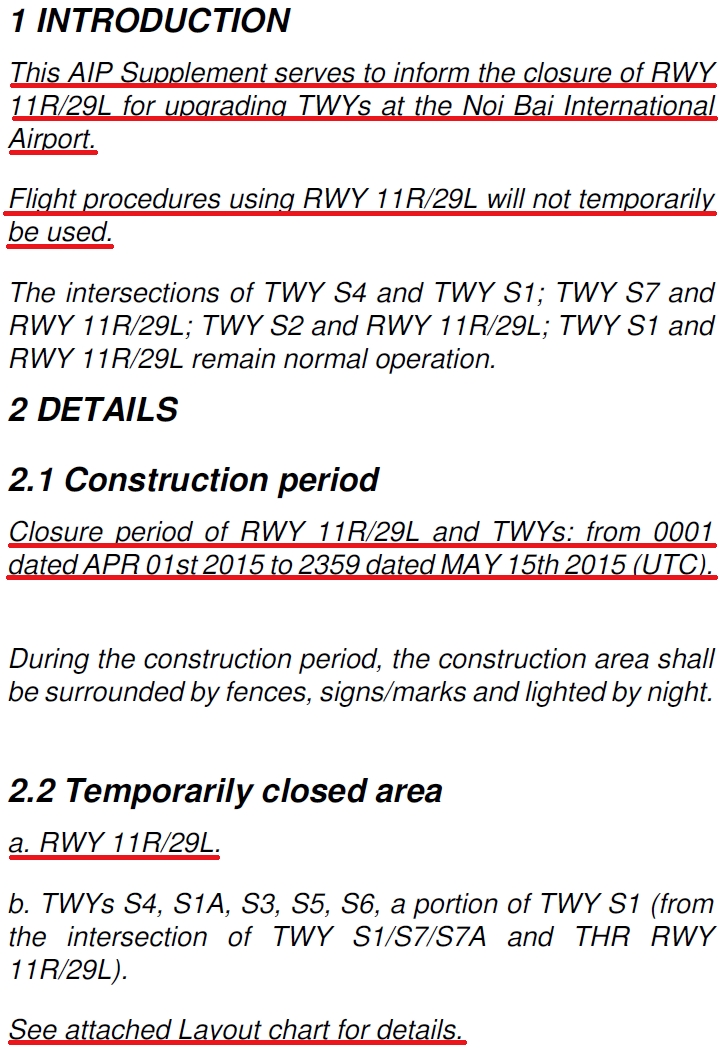 1 INTRODUCTION
This AIP Supplement serves to inform the closure of RWY
11R/29L for upgrading TWYs at the Noi Bai International
Airport.
Flight procedures using RWY 11R/29L will not temporarily
be used.
The intersections of TWY S4 and TWY S1; TWY S7 and
RWY 11R/29L; TWY S2 and RWY 11R/29L; TWY S1 and
RWY 11R/29L remain normal operation.
2 DETAILS
2.1 Construction period
Closure period of RWY 11R/29L and TWYs: from 0001
dated APR 01st 2015 to 2359 dated MAY 15th 2015 (UTC).
During the construction period, the construction area shall
be surrounded by fences, signs/marks and lighted by night.
2.2 Temporarily closed area
a. RWY 11R/29L.
b. TWYs S4, S1A, S3, S5, S6, a portion of TWY S1 (from
the intersection of TWY S1/S7/S7A and THR RWY
11R/29L).
See attached Layout chart for details.